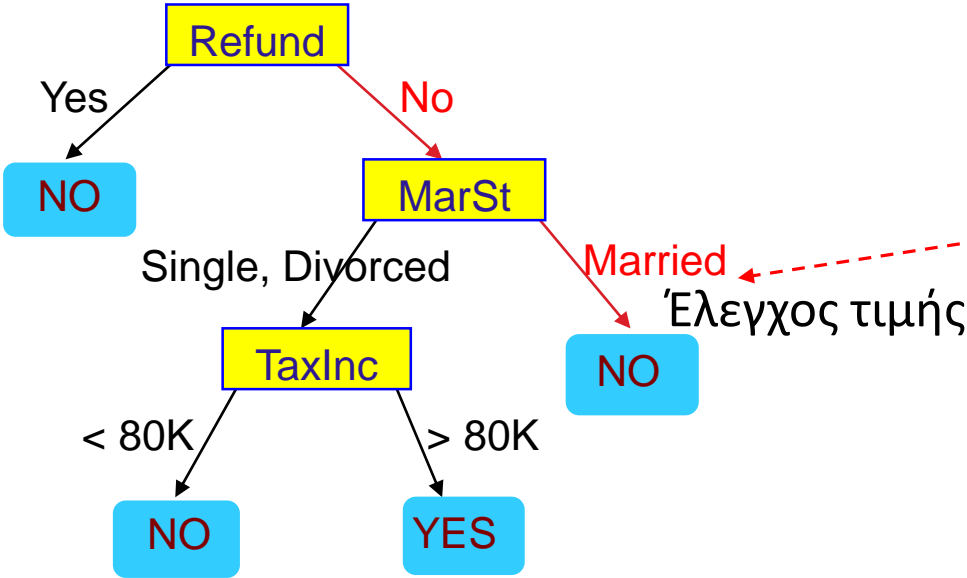 Refund
Yes
No
NO
MarSt
Single, Divorced
Married
Έλεγχος τιμής
TaxInc
NO
< 80K
> 80K
NO
YES